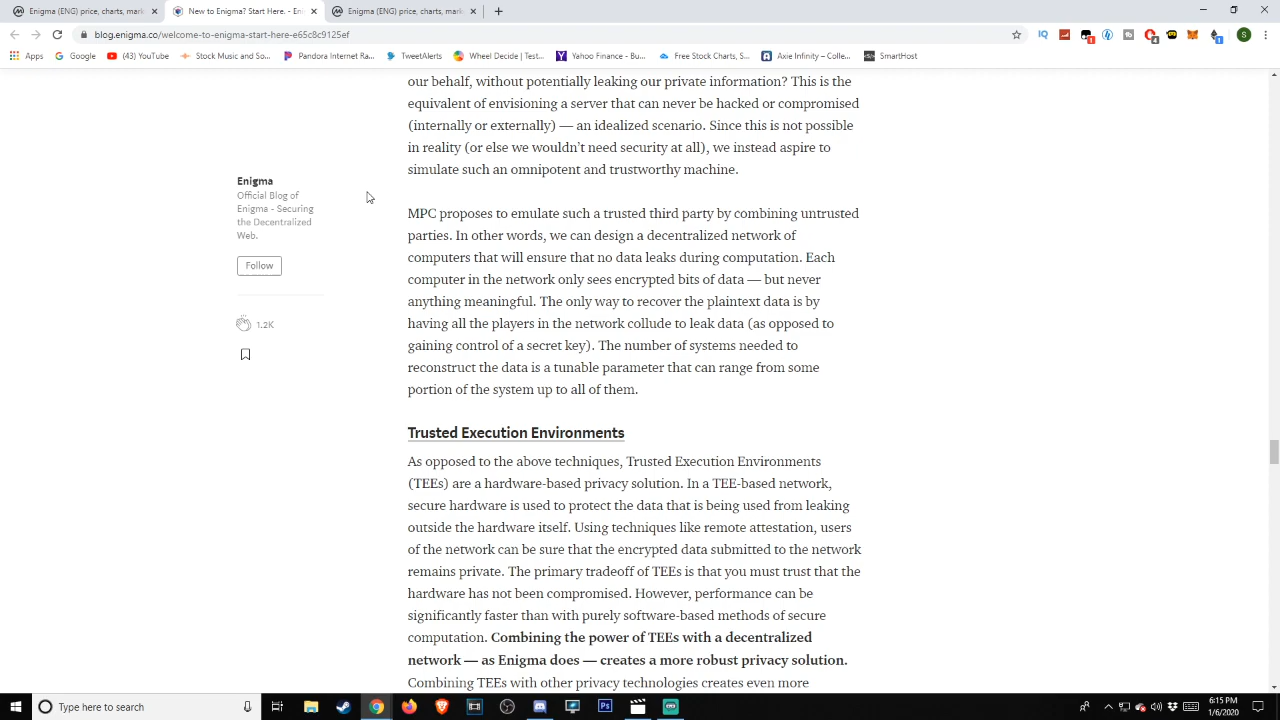 Enigma (ENG) price, charts, mark
New to Enigma? Start Here. - Eni
Enigma (ENG) price, charts, mark
blog.enigma.co/welcome-to-enigma-start-here-e65c8c9125ef
Apps
Google
(43) YouTube
Stock Music and So...
Pandora Internet Ra...
TweetAlerts
Wheel Decide | Test...
Yahoo Finance - Bu...
Free Stock Charts, S...
Axie Infinity – Colle...
SmartHost
our behalf, without potentially leaking our private information? This is the
equivalent of envisioning a server that can never be hacked or compromised
(internally or externally) — an idealized scenario. Since this is not possible
in reality (or else we wouldn't need security at all), we instead aspire to
simulate such an omnipotent and trustworthy machine.
Enigma
Official Blog of
Enigma - Securing
the Decentralized
Web.
Follow
1.2K
MPC proposes to emulate such a trusted third party by combining untrusted
parties. In other words, we can design a decentralized network of
computers that will ensure that no data leaks during computation. Each
computer in the network only sees encrypted bits of data — but never
anything meaningful. The only way to recover the plaintext data is by
having all the players in the network collude to leak data (as opposed to
gaining control of a secret key). The number of systems needed to
reconstruct the data is a tunable parameter that can range from some
portion of the system up to all of them.
Trusted Execution Environments
As opposed to the above techniques, Trusted Execution Environments
(TEEs) are a hardware-based privacy solution. In a TEE-based network,
secure hardware is used to protect the data that is being used from leaking
outside the hardware itself. Using techniques like remote attestation, users
of the network can be sure that the encrypted data submitted to the network
remains private. The primary tradeoff of TEEs is that you must trust that the
hardware has not been compromised. However, performance can be
significantly faster than with purely software-based methods of secure
computation. Combining the power of TEEs with a decentralized
network — as Enigma does — creates a more robust privacy solution.
Combining TEEs with other privacy technologies creates even more
Type here to search
6:15 PM
1/6/2020